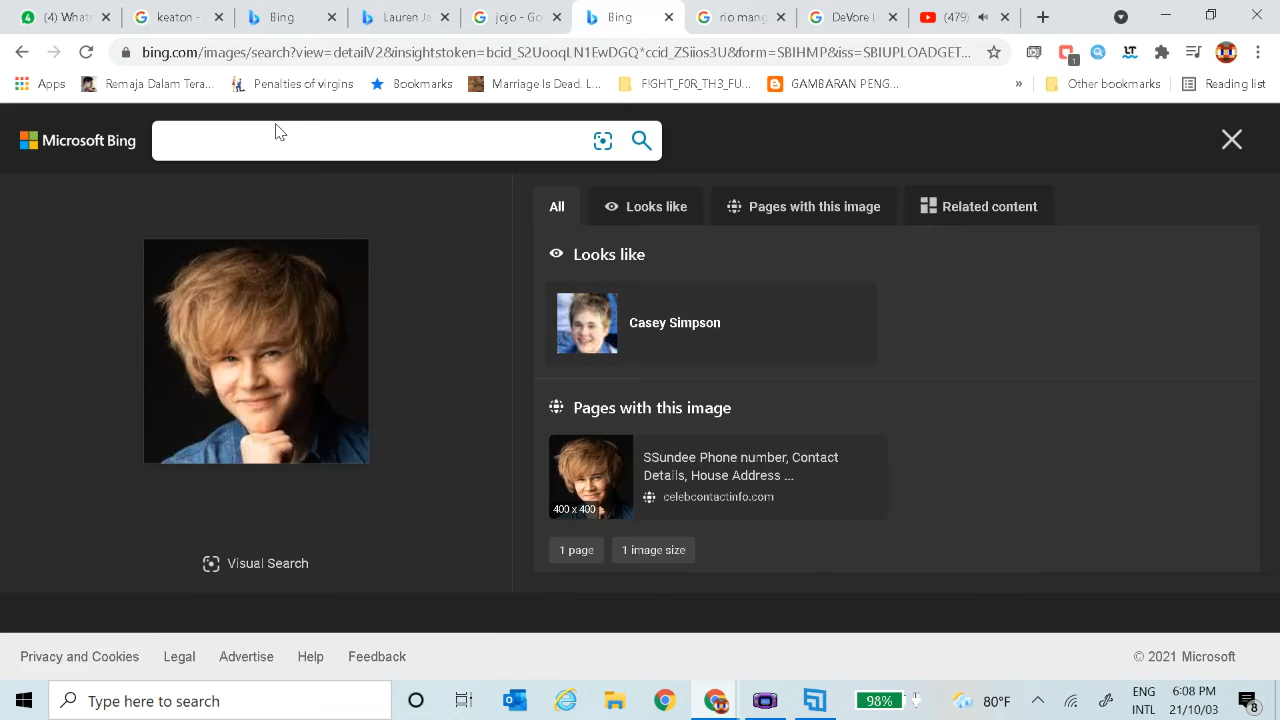 (4) Whats
keaton -
Bing
Lauren Ja
jojo - Go
Bing
rio mang
DeVore L
(479)
bing.com/images/search?view=detailV2&insightstoken=bcid_S2UooqLN1EwDGQ*ccid_ZSiios3U&form=SBIHMP&iss=SBIUPLOADGET...
1
Apps
Remaja Dalam Tera...
Penalties of virgins
Bookmarks
Marriage Is Dead. L...
F!GHT_F0R_TH3_FU...
GAMBARAN PENG...
»
Other bookmarks
Reading list
Microsoft Bing
All
Looks like
Pages with this image
Related content
Looks like
Casey Simpson
Pages with this image
SSundee Phone number, Contact
Details, House Address ...
celebcontactinfo.com
400 x 400
1 page
1 image size
Visual Search
Privacy and Cookies
Legal
Advertise
Help
Feedback
© 2021 Microsoft
Type here to search
98%
80°F
ENG
INTL
6:08 PM
21/10/03
8